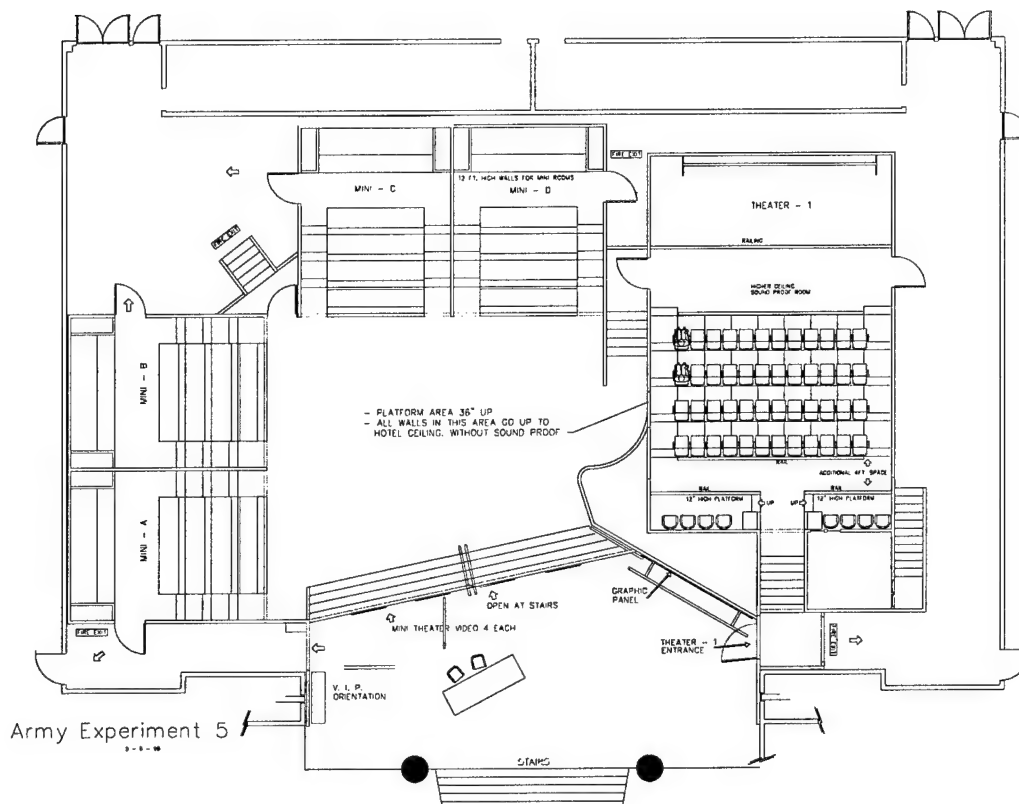 FIRE EXIT
12 FT. HIGH WALLS FOR MINI ROOMS
MINI - C
MINI - D
THEATER - 1
RAILING
FIRE EXIT
HIGHER CEILING
SOUND PROOF ROOM
MINI - B
- PLATFORM AREA 36" UP
- ALL WALLS IN THIS AREA GO UP TO
HOTEL CEILING. WITHOUT SOUND PROOF
RAIL
ADDITIONAL 4FT SPACE
RAIL
RAIL
12" HIGH PLATFORM
UP
UP
12" HIGH PLATFORM
MINI - A
GRAPHIC
PANEL
OPEN AT STAIRS
MINI THEATER VIDEO 4 EACH
FIRE EXIT
THEATER - 1
ENTRANCE
FIRE EXIT
V. I. P.
ORIENTATION
Army Experiment 5
STAIRS